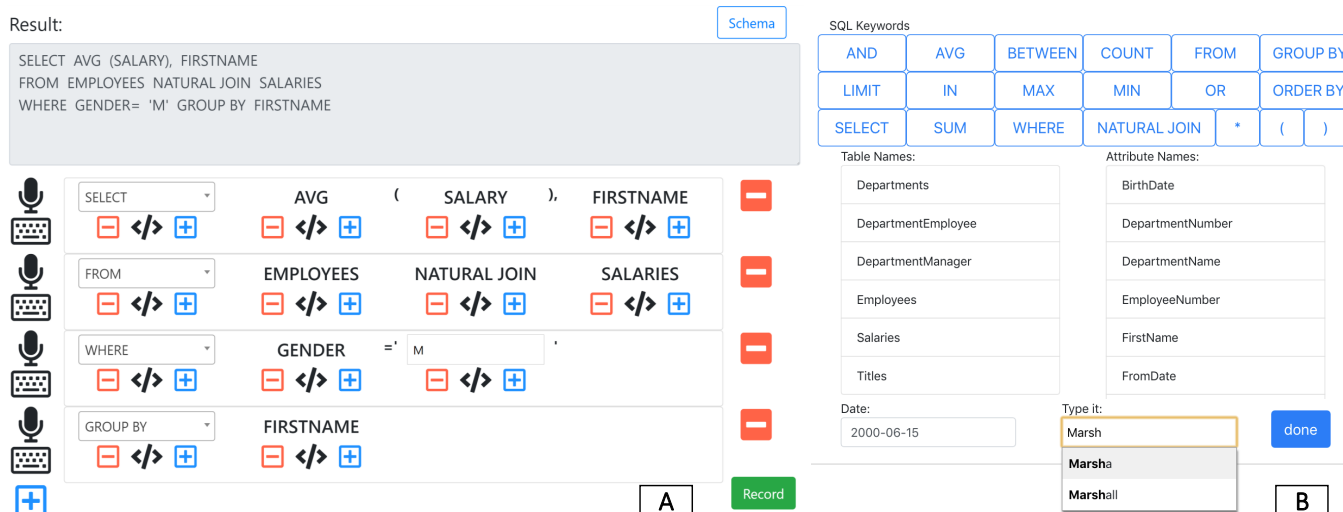 Result:
Schema
SELECT AVG (SALARY), FIRSTNAME
FROM EMPLOYEES NATURAL JOIN SALARIES
WHERE GENDER= 'M' GROUP BY FIRSTNAME
SELECT AVG ( SALARY ), FIRSTNAME
</> </> </> </>
FROM EMPLOYEES NATURAL JOIN SALARIES
</> </> </> </>
WHERE GENDER =' M '
</> </> </>
GROUP BY FIRSTNAME
</> </>
Record
A
SQL Keywords
AND AVG BETWEEN COUNT FROM GROUP BY
LIMIT IN MAX MIN OR ORDER BY
SELECT SUM WHERE NATURAL JOIN * ( )
Table Names:
Departments
DepartmentEmployee
DepartmentManager
Employees
Salaries
Titles
Attribute Names:
BirthDate
DepartmentNumber
DepartmentName
EmployeeNumber
FirstName
FromDate
Date:
2000-06-15
Type it:
Marsh
Marsha
Marshall
done
B